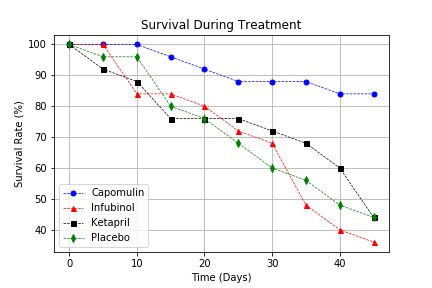 Survival During Treatment
Survival Rate (%)
100
90
80
70
60
50
40
Capomulin
Infubinol
Ketapril
Placebo
0
10
20
30
40
Time (Days)